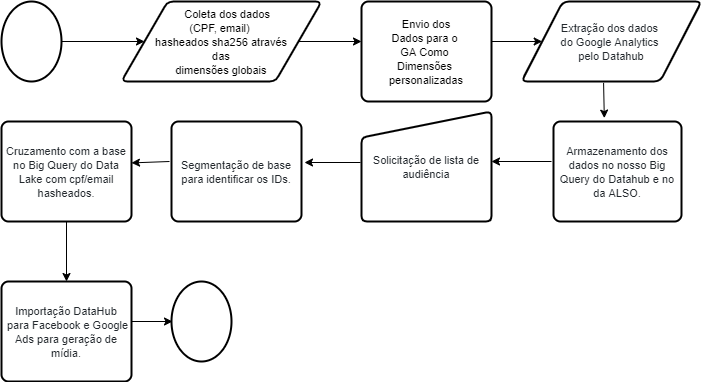 Coleta dos dados
(CPF, email)
hasheados sha256 através
das
dimensões globais
Envio dos
Dados para o
GA Como
Dimensões
personalizadas
Extração dos dados
do Google Analytics
pelo Datahub
Cruzamento com a base
no Big Query do Data
Lake com cpf/email
hasheados.
Segmentação de base
para identificar os IDs.
Solicitação de lista de
audiência
Armazenamento dos
dados no nosso Big
Query do Datahub e no
da ALSO.
Importação DataHub
para Facebook e Google
Ads para geração de
mídia.